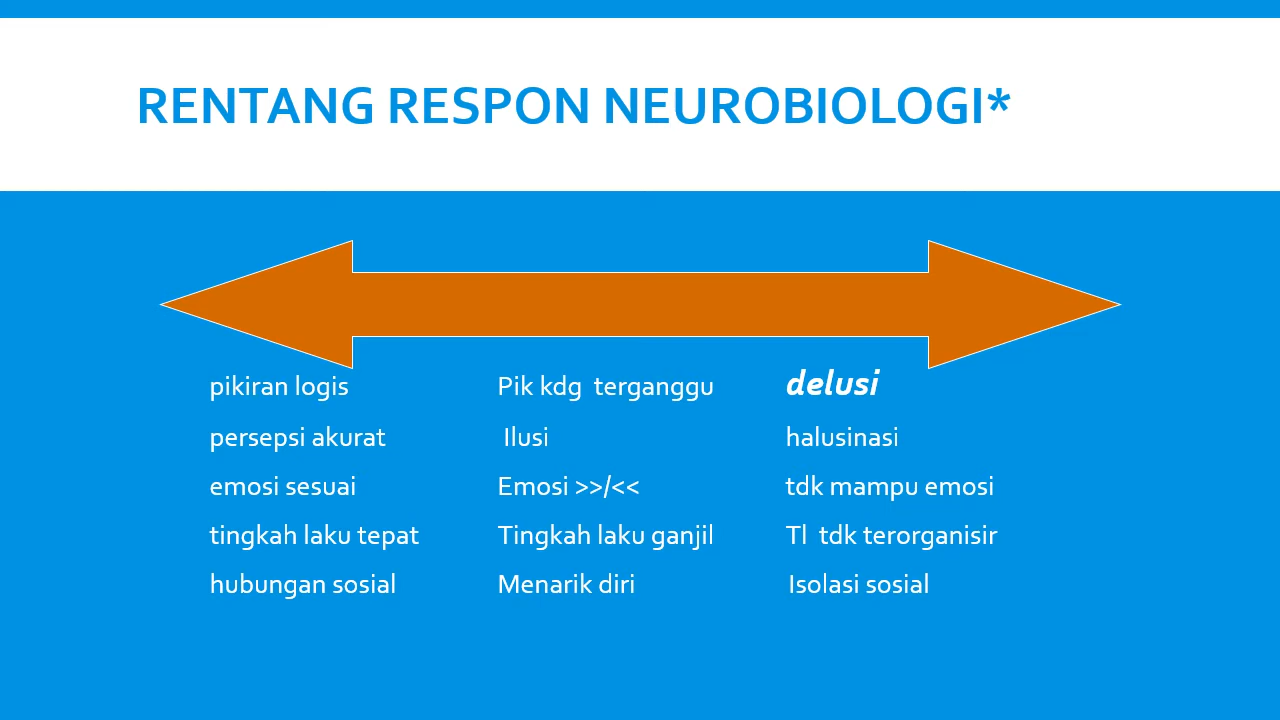 RENTANG RESPON NEUROBIOLOGI*
pikiran logis Pik kdg terganggu delusi
persepsi akurat Ilusi halusinasi
emosi sesuai Emosi >>/<< tdk mampu emosi
tingkah laku tepat Tingkah laku ganjil Tl tdk terorganisir
hubungan sosial Menarik diri Isolasi sosial